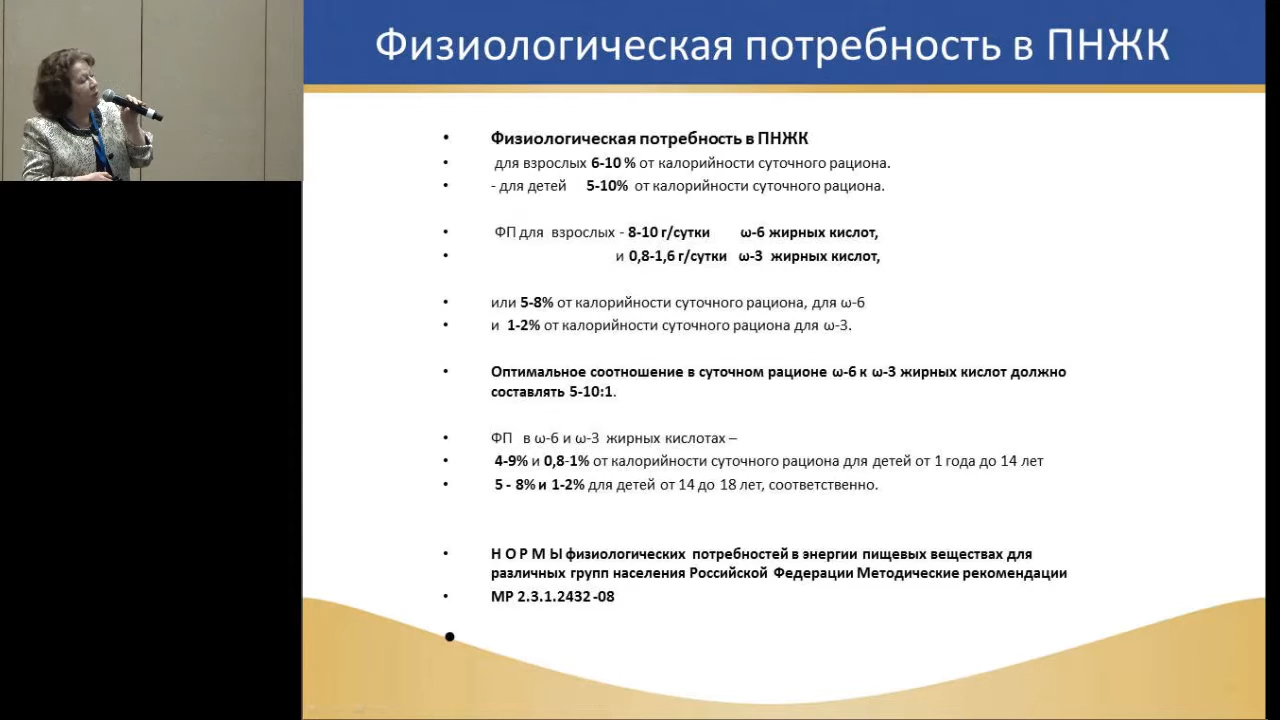 Физиологическая потребность в ПНЖК
• Физиологическая потребность в ПНЖК
• для взрослых 6-10 % от калорийности суточного рациона.
• - для детей 5-10% от калорийности суточного рациона.
• ФП для взрослых - 8-10 г/сутки ω-6 жирных кислот,
• и 0,8-1,6 г/сутки ω-3 жирных кислот,
• или 5-8% от калорийности суточного рациона, для ω-6
• и 1-2% от калорийности суточного рациона для ω-3.
• Оптимальное соотношение в суточном рационе ω-6 к ω-3 жирных кислот должно
составлять 5-10:1.
• ФП в ω-6 и ω-3 жирных кислотах –
• 4-9% и 0,8-1% от калорийности суточного рациона для детей от 1 года до 14 лет
• 5 - 8% и 1-2% для детей от 14 до 18 лет, соответственно.
• Н О Р М Ы физиологических потребностей в энергии пищевых веществах для
различных групп населения Российской Федерации Методические рекомендации
• МР 2.3.1.2432 -08
•